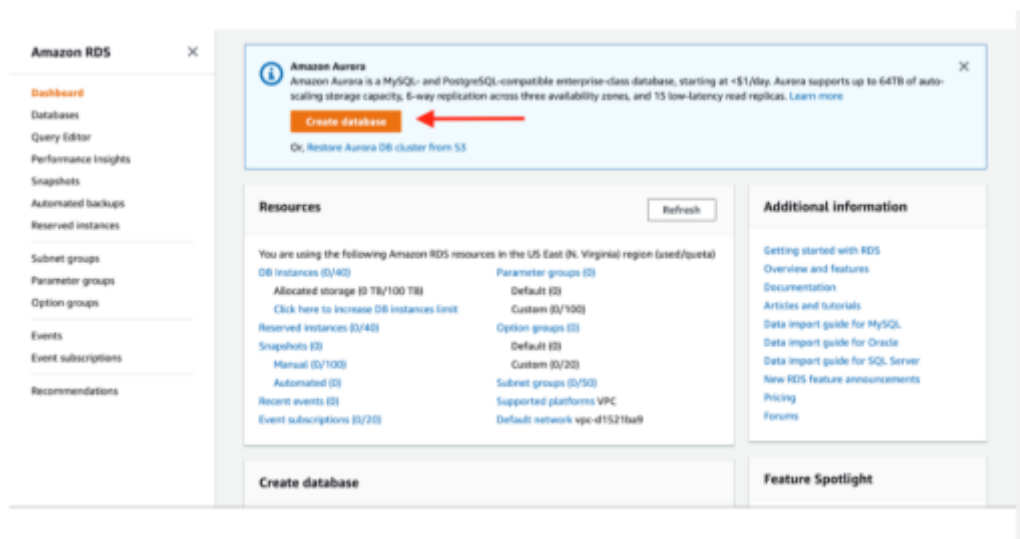 Amazon RDS
Dashboard
Databases
Query Editor
Performance Insights
Snapshots
Automated backups
Reserved instances
Subnet groups
Parameter groups
Option groups
Events
Event subscriptions
Recommendations
Amazon Aurora
Amazon Aurora is a MySQL- and PostgreSQL-compatible enterprise-class database, starting at <$1/day. Aurora supports up to 64TB of auto-
scaling storage capacity, 6-way replication across three availability zones, and 15 low-latency read replicas. Learn more
Create database
Or, Restore Aurora DB cluster from S3
Resources
Refresh
You are using the following Amazon RDS resources in the US East (N. Virginia) region (used/quota)
DB Instances (0/40)
Allocated storage (0 TB/100 TB)
Click here to increase DB instances limit
Reserved instances (0/40)
Snapshots (0)
Manual (0/100)
Automated (0)
Recent events (0)
Event subscriptions (0/20)
Parameter groups (0)
Default (0)
Custom (0/100)
Option groups (0)
Default (0)
Custom (0/20)
Subnet groups (0/50)
Supported platforms VPC
Default network vpc-d1521ba9
Additional information
Getting started with RDS
Overview and features
Documentation
Articles and tutorials
Data import guide for MySQL
Data import guide for Oracle
Data import guide for SQL Server
New RDS feature announcements
Pricing
Forums
Create database
Feature Spotlight